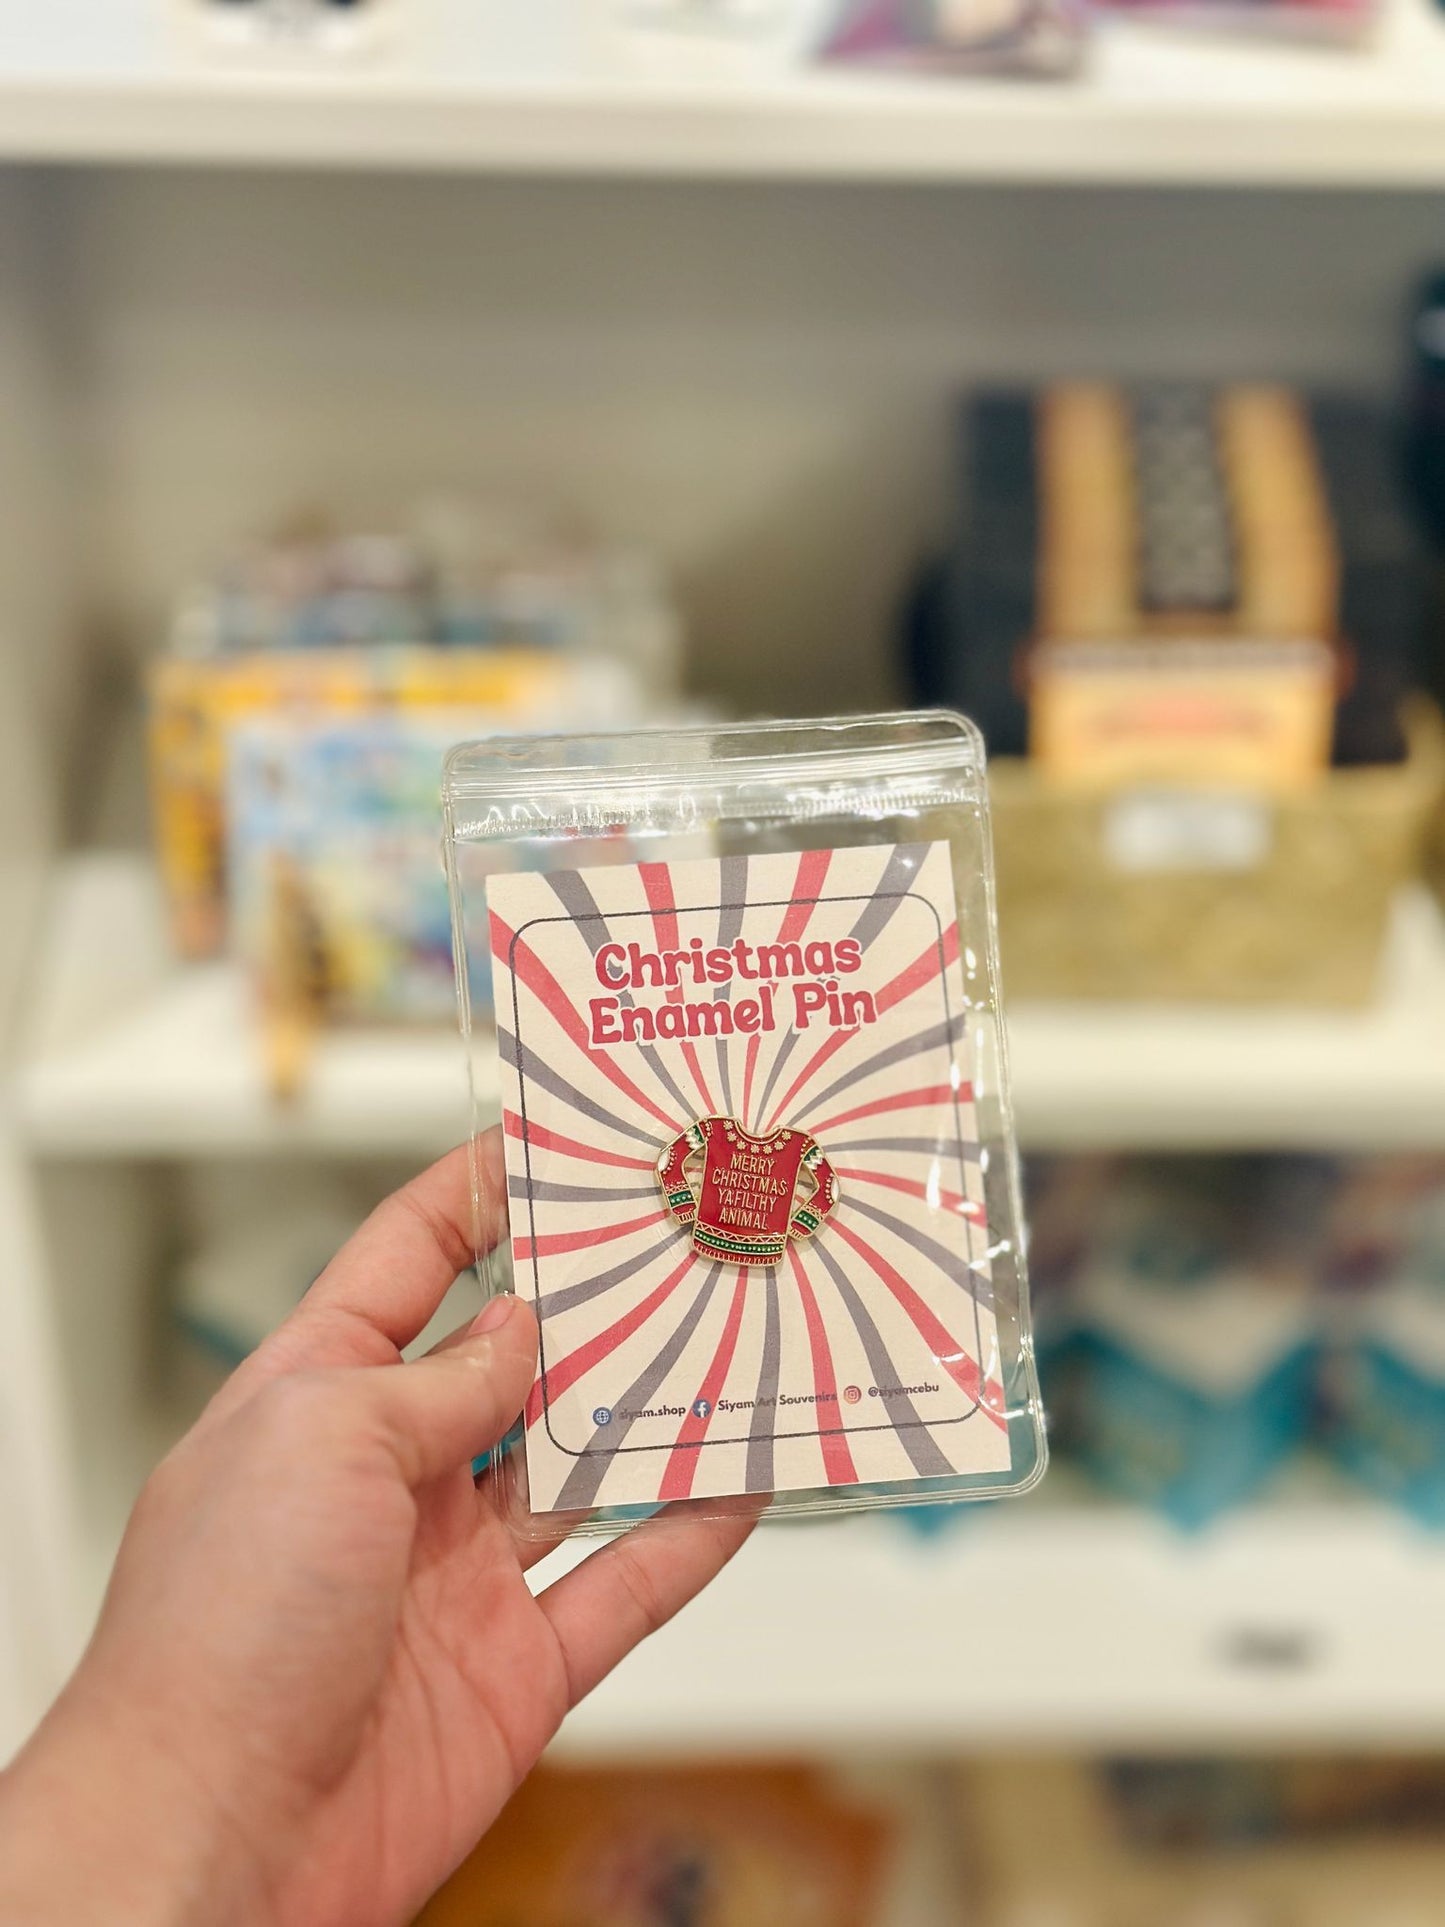 Christmas
Enamel Pin
MERRY
CHRISTMAS
YA FILTHY
ANIMAL
siyam.shop Siyam Art Souvenirs @siyamcebu